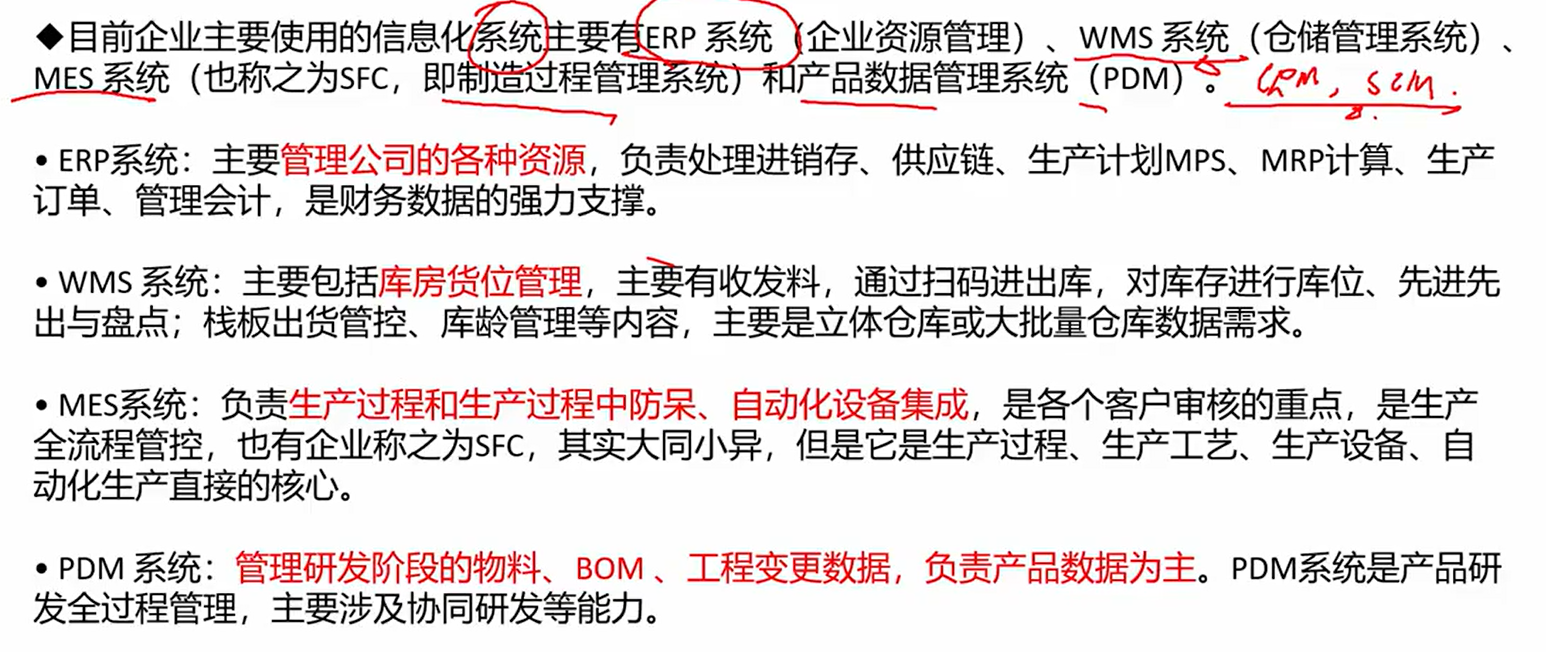 ◆目前企业主要使用的信息化系统主要有ERP 系统（企业资源管理）、WMS 系统（仓储管理系统）、
MES 系统（也称之为SFC，即制造过程管理系统）和产品数据管理系统（PDM）。 CRM, SCM.
• ERP系统：主要管理公司的各种资源，负责处理进销存、供应链、生产计划MPS、MRP计算、生产
订单、管理会计，是财务数据的强力支撑。
• WMS 系统：主要包括库房货位管理，主要有收发料，通过扫码进出库，对库存进行库位、先进先
出与盘点；栈板出货管控、库龄管理等内容，主要是立体仓库或大批量仓库数据需求。
• MES系统：负责生产过程和生产过程中防呆、自动化设备集成，是各个客户审核的重点，是生产
全流程管控，也有企业称之为SFC，其实大同小异，但是它是生产过程、生产工艺、生产设备、自
动化生产直接的核心。
• PDM 系统：管理研发阶段的物料、BOM 、工程变更数据，负责产品数据为主。PDM系统是产品研
发全过程管理，主要涉及协同研发等能力。